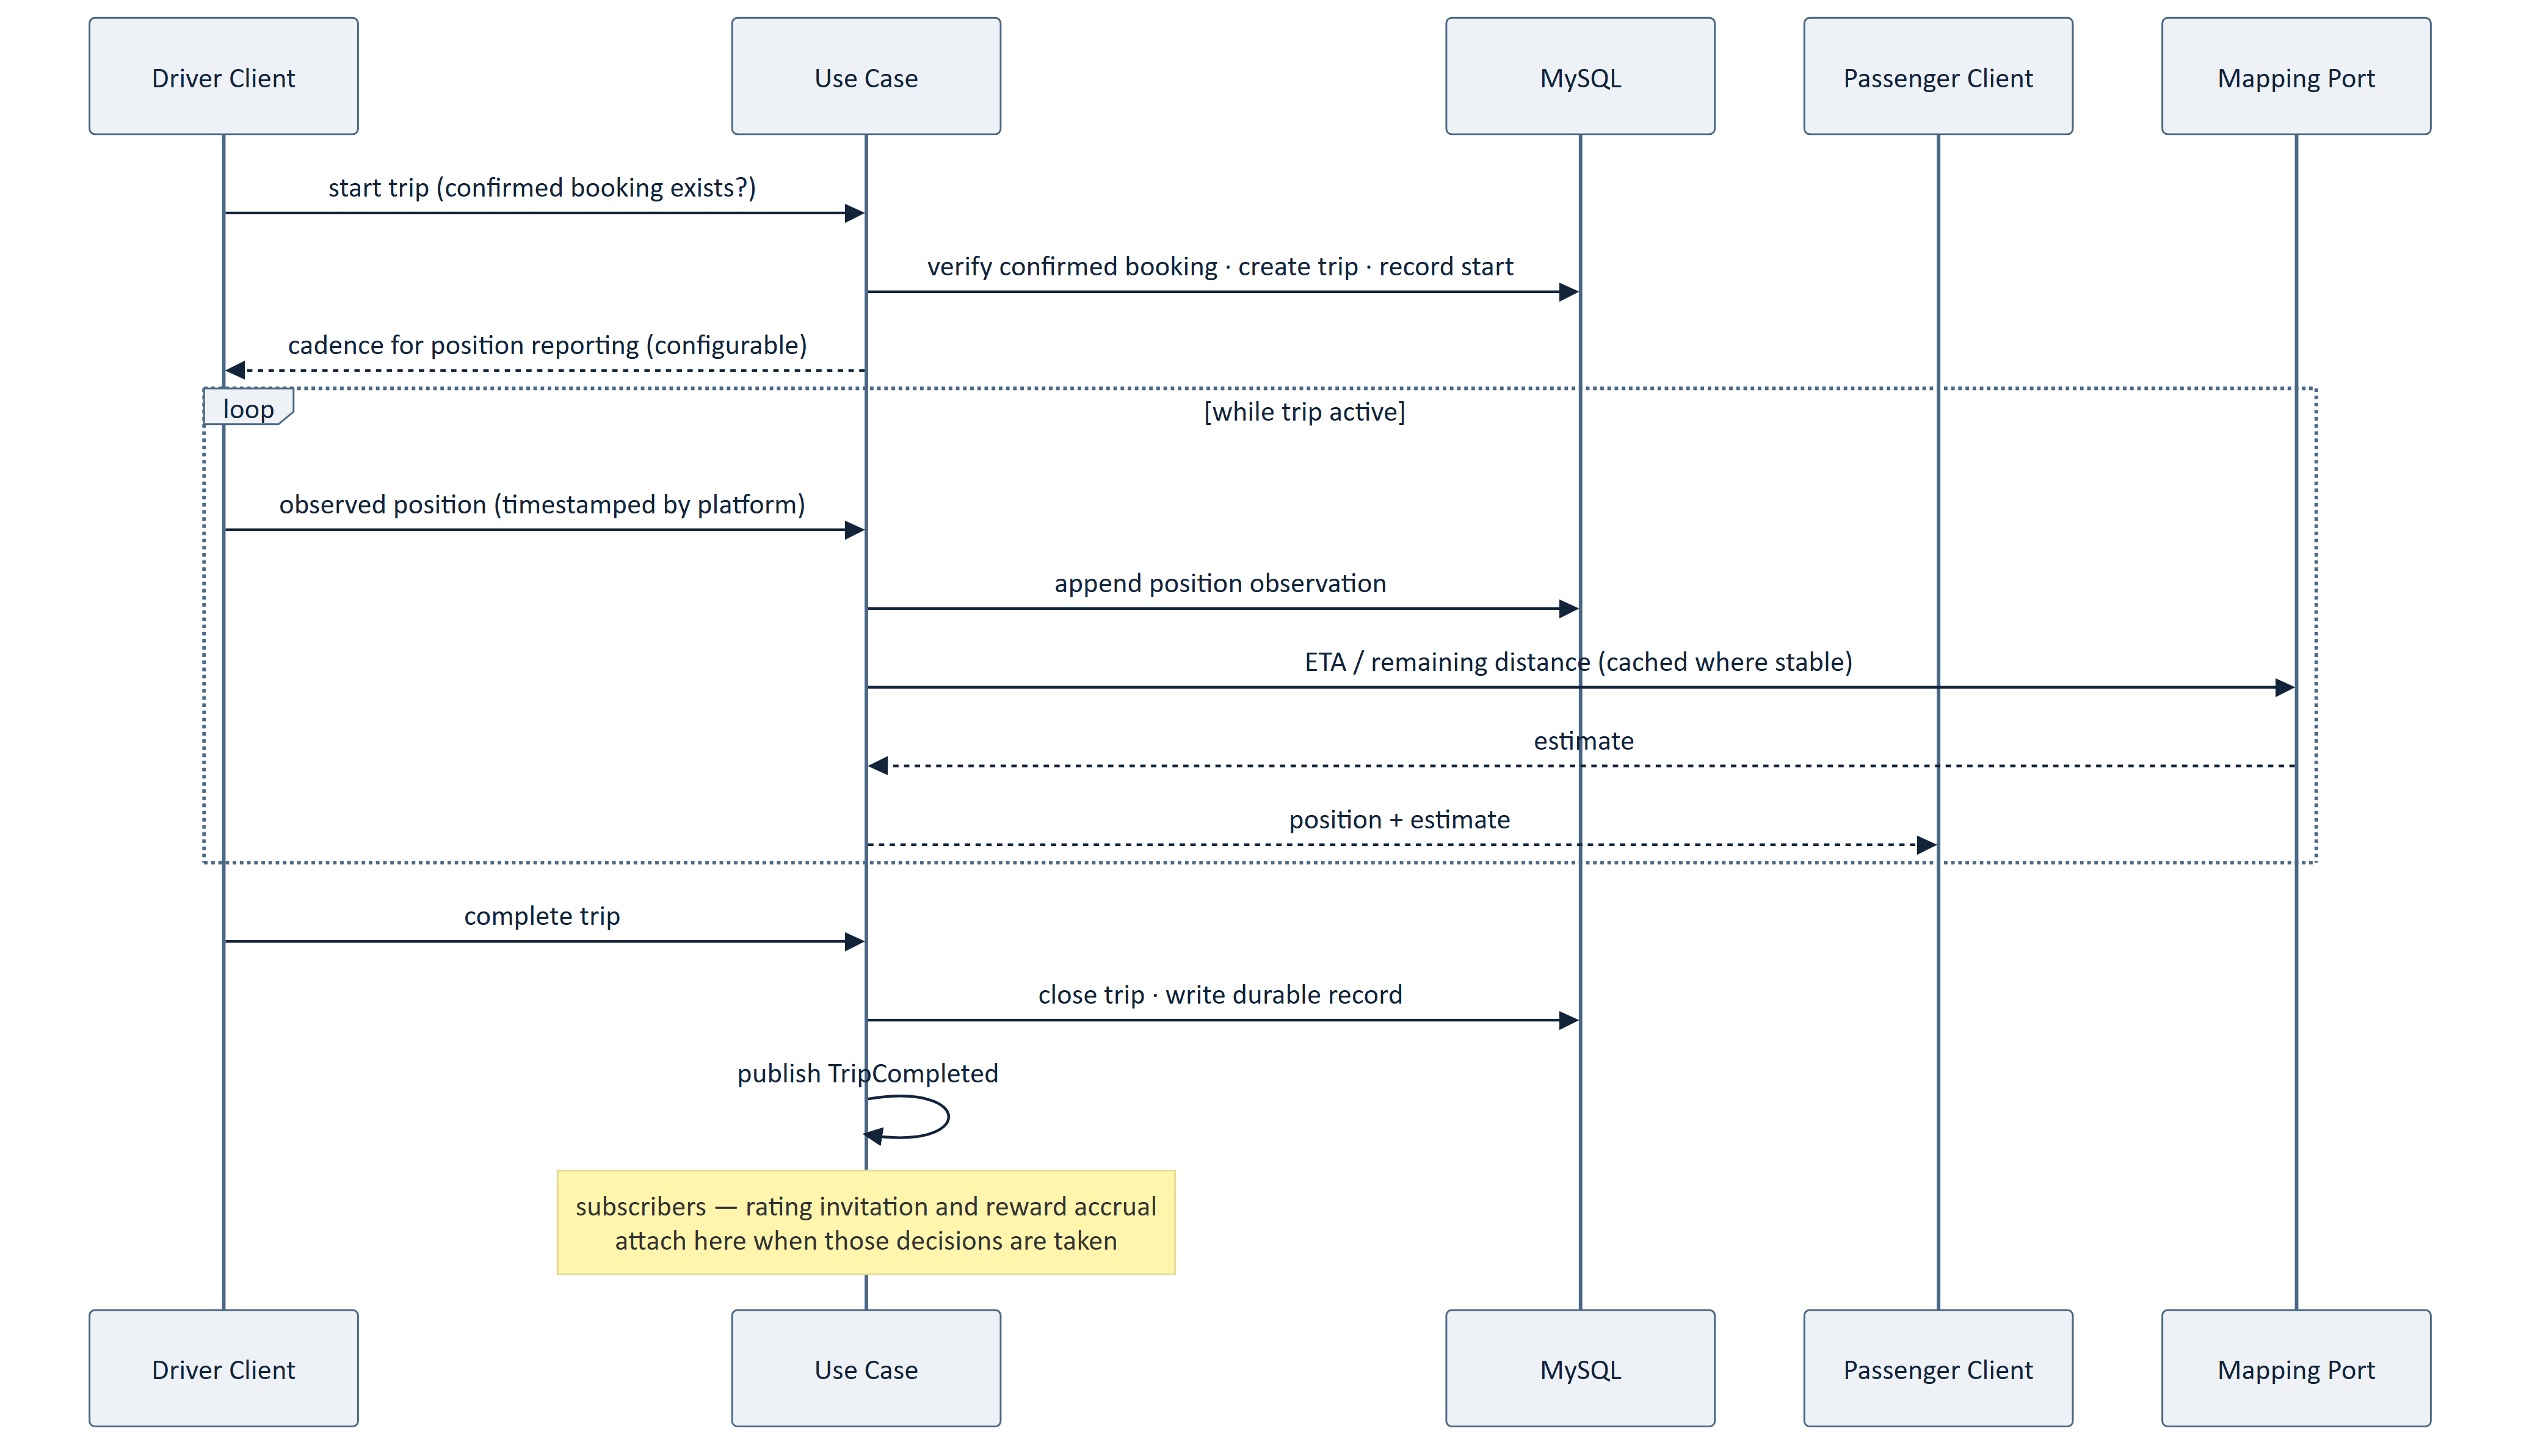 Driver Client
Use Case
MySQL
Passenger Client
Mapping Port
start trip (confirmed booking exists?)
verify confirmed booking · create trip · record start
cadence for position reporting (configurable)
loop
[while trip active]
observed position (timestamped by platform)
append position observation
ETA / remaining distance (cached where stable)
estimate
position + estimate
complete trip
close trip · write durable record
publish TripCompleted
subscribers — rating invitation and reward accrual
attach here when those decisions are taken
Driver Client
Use Case
MySQL
Passenger Client
Mapping Port